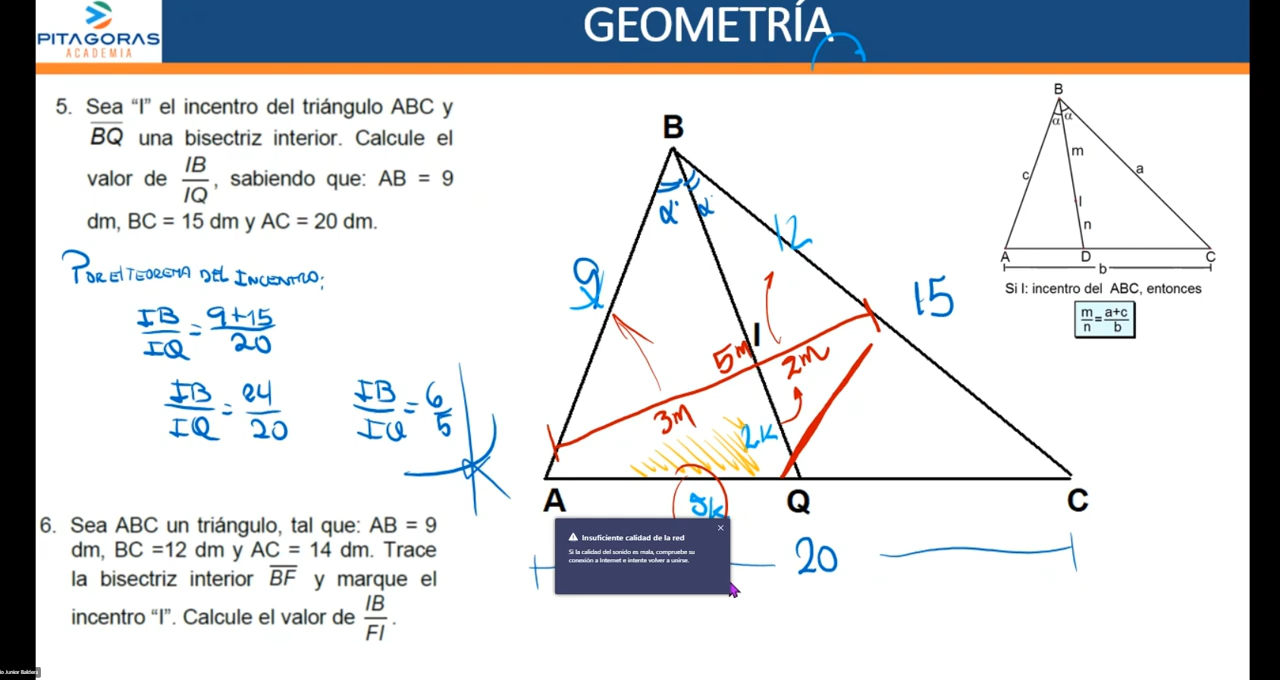 PITAGORAS
ACADEMIA
GEOMETRÍA
5. Sea “I” el incentro del triángulo ABC y
BQ una bisectriz interior. Calcule el
valor de IB/IQ, sabiendo que: AB = 9
dm, BC = 15 dm y AC = 20 dm.
POR EL TEOREMA DEL INCENTRO:
IB/IQ = 9+15/20
IB/IQ = 24/20
IB/IQ = 6/5
6. Sea ABC un triángulo, tal que: AB = 9
dm, BC =12 dm y AC = 14 dm. Trace
la bisectriz interior BF y marque el
incentro “I”. Calcule el valor de IB/FI.
B
α α
12
9
15
I
5m
2m
3m
2k
A
Q
C
k
20
Insuficiente calidad de la red
Si la calidad del sonido es mala, compruebe su
conexión a Internet e intente volver a unirse.
B
α α
m
c
a
I
n
A
D
C
b
Si I: incentro del ABC, entonces
m/n = a+c/b
Junior